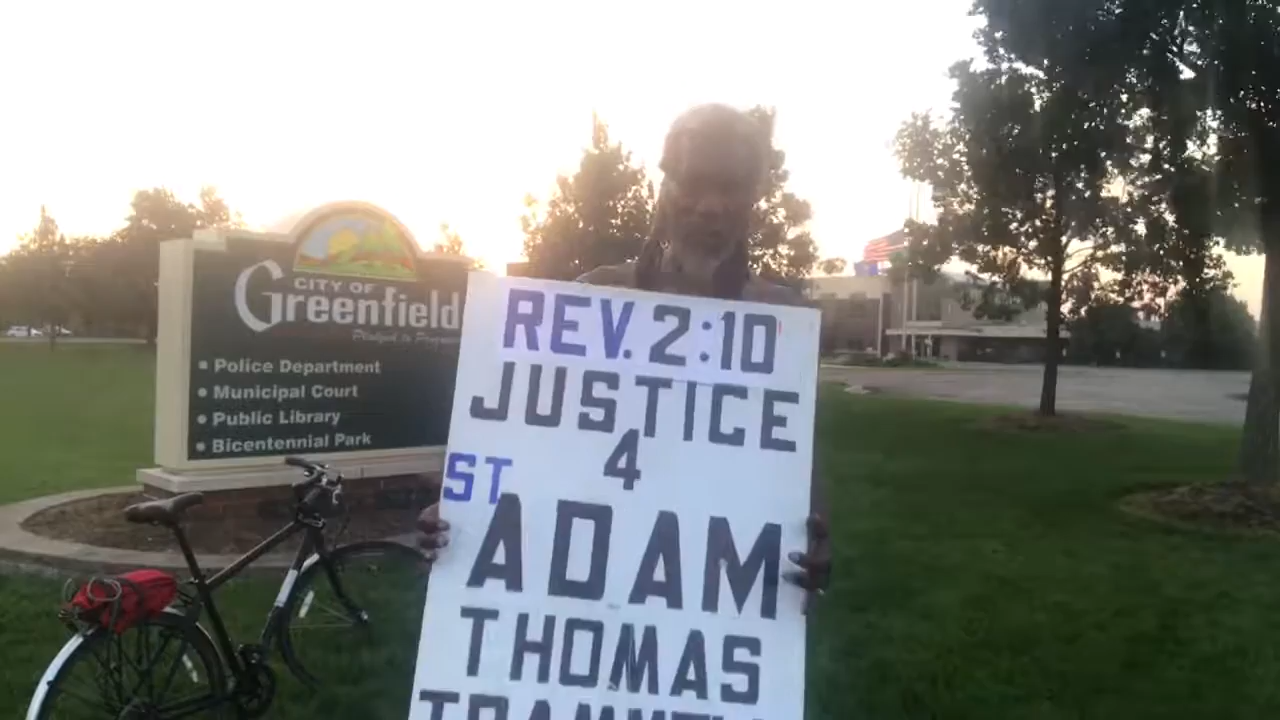 CITY OF
Greenfield
• Police Department
• Municipal Court
• Public Library
• Bicentennial Park
REV. 2:10
JUSTICE
4
ST
ADAM
THOMAS